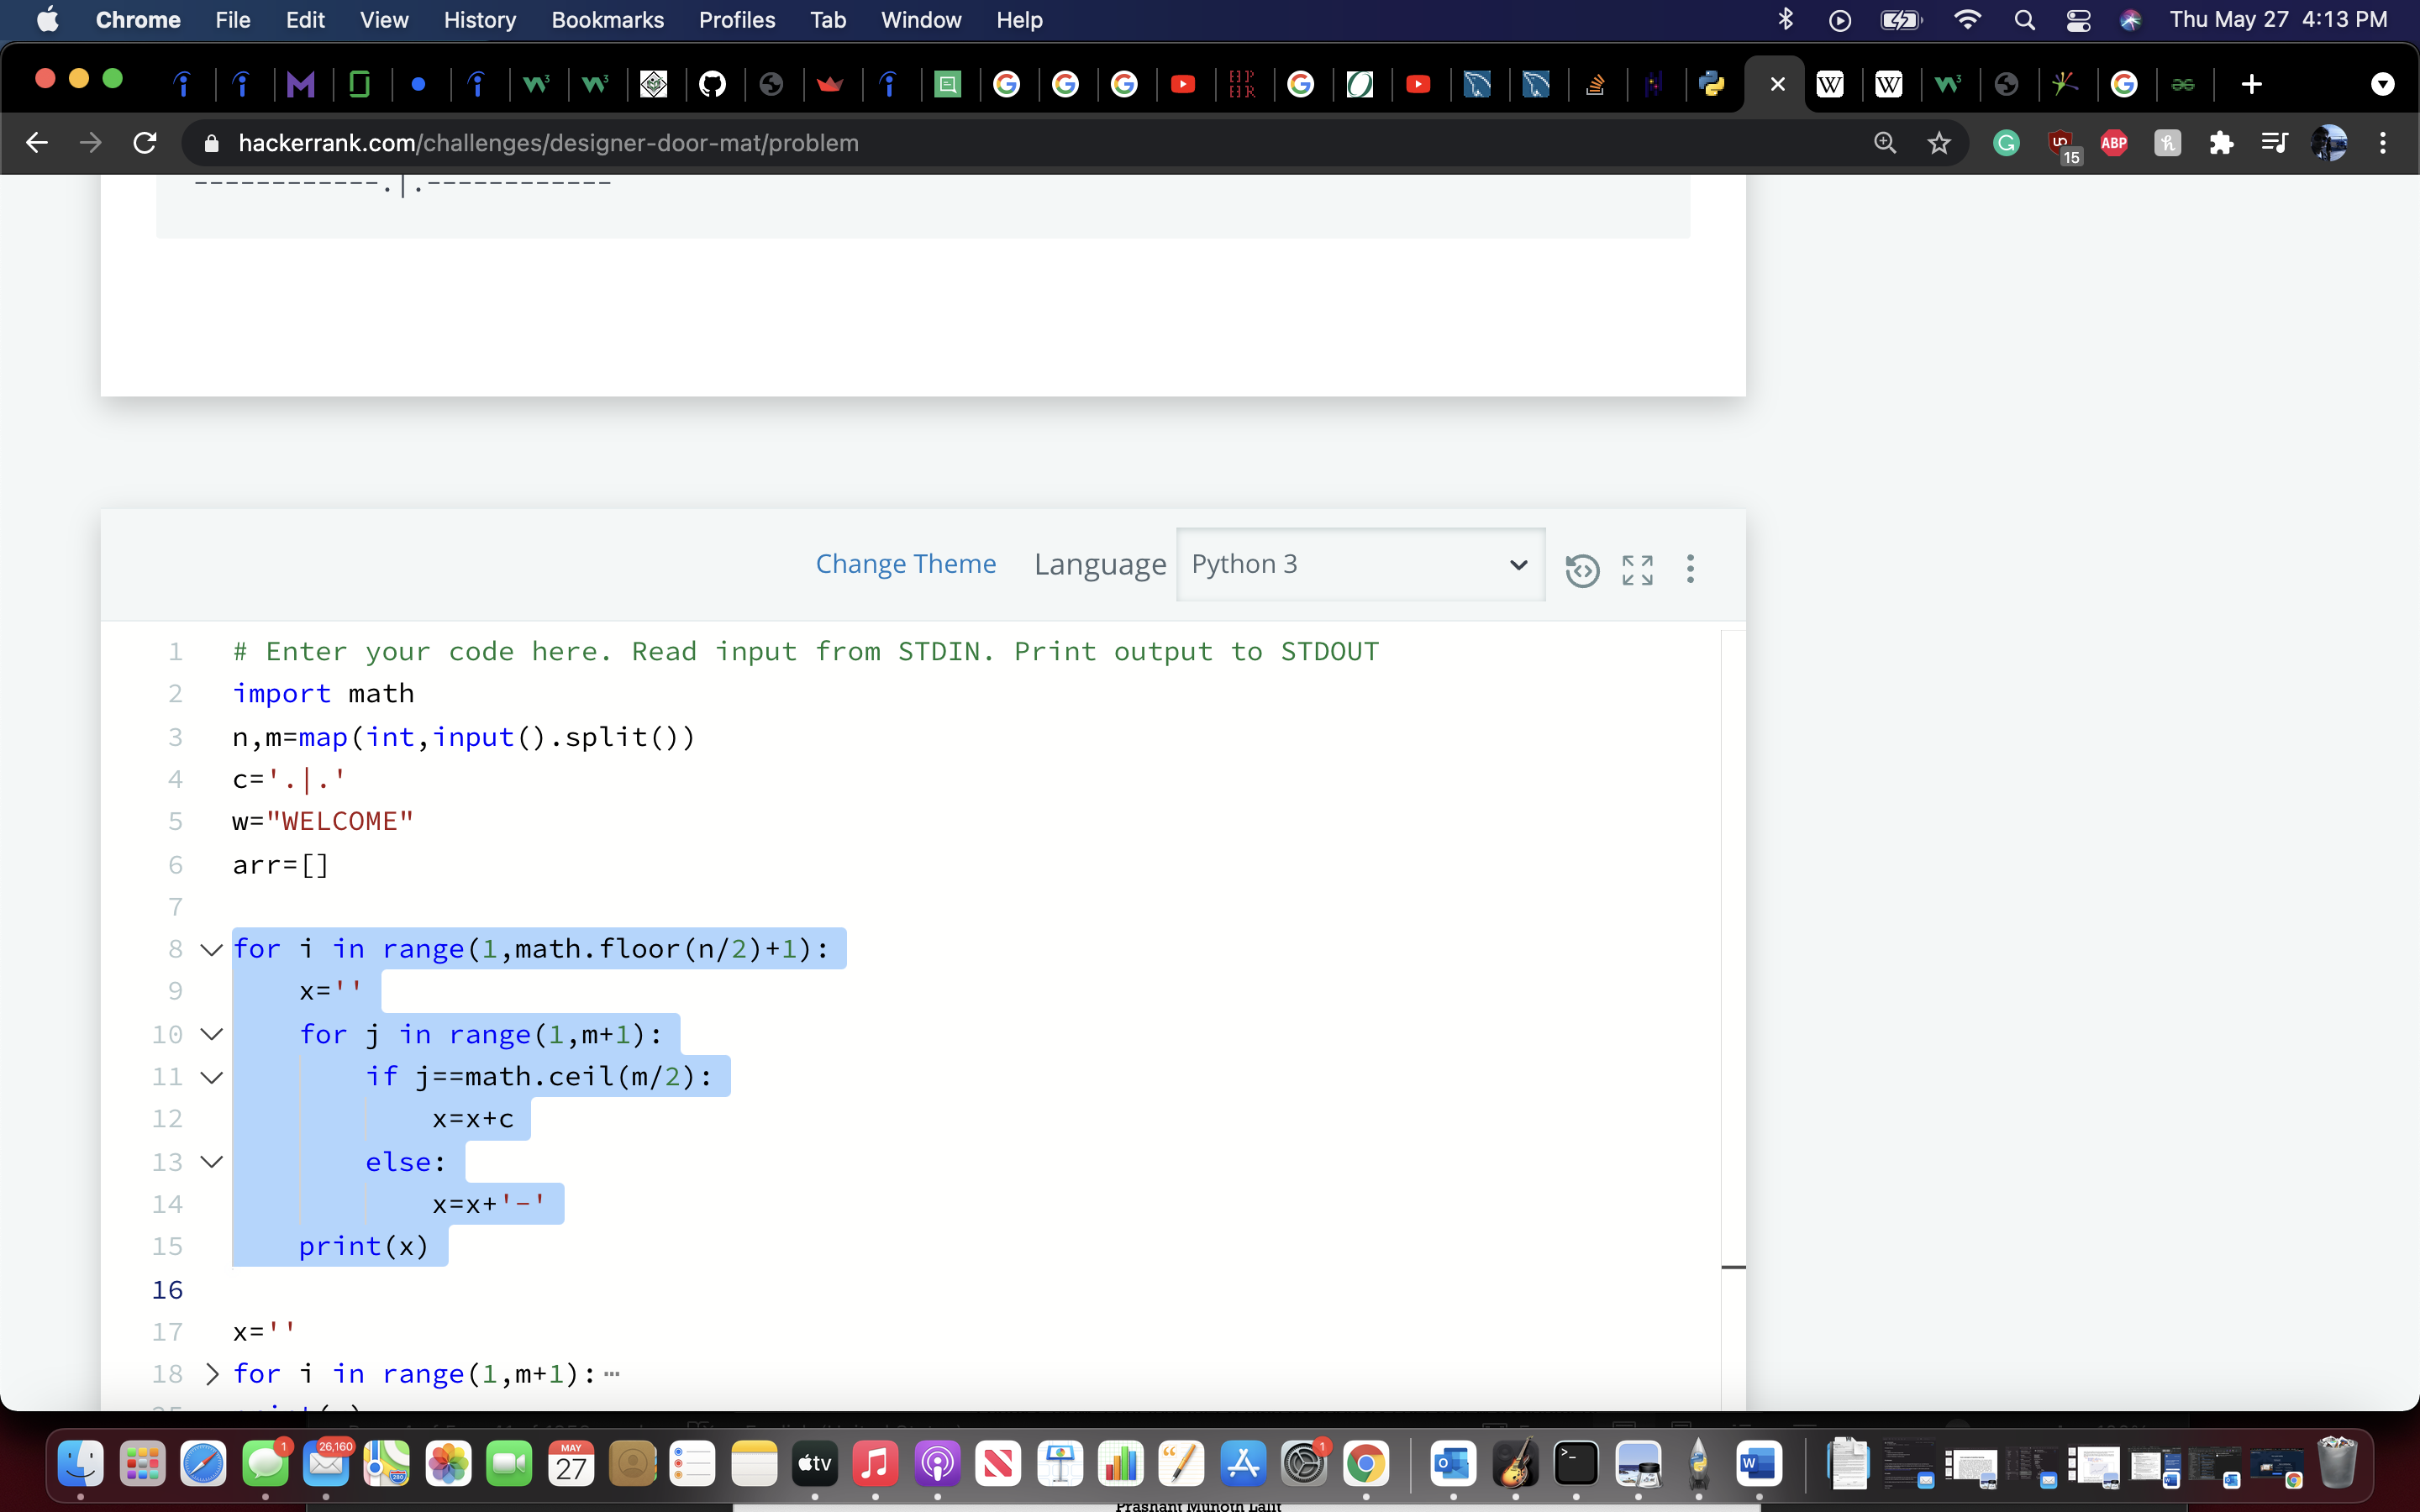 Chrome File Edit View History Bookmarks Profiles Tab Window Help Thu May 27 4:13 PM
hackerrank.com/challenges/designer-door-mat/problem 15 ABP
------------.|.------------
Change Theme Language Python 3
1 # Enter your code here. Read input from STDIN. Print output to STDOUT
2 import math
3 n,m=map(int,input().split())
4 c='.|.'
5 w="WELCOME"
6 arr=[]
7
8 for i in range(1,math.floor(n/2)+1):
9 x=''
10 for j in range(1,m+1):
11 if j==math.ceil(m/2):
12 x=x+c
13 else:
14 x=x+'-'
15 print(x)
16
17 x=''
18 for i in range(1,m+1):⋯
1 26,160 MAY 27 tv 1
Prashant Munoth Lalit